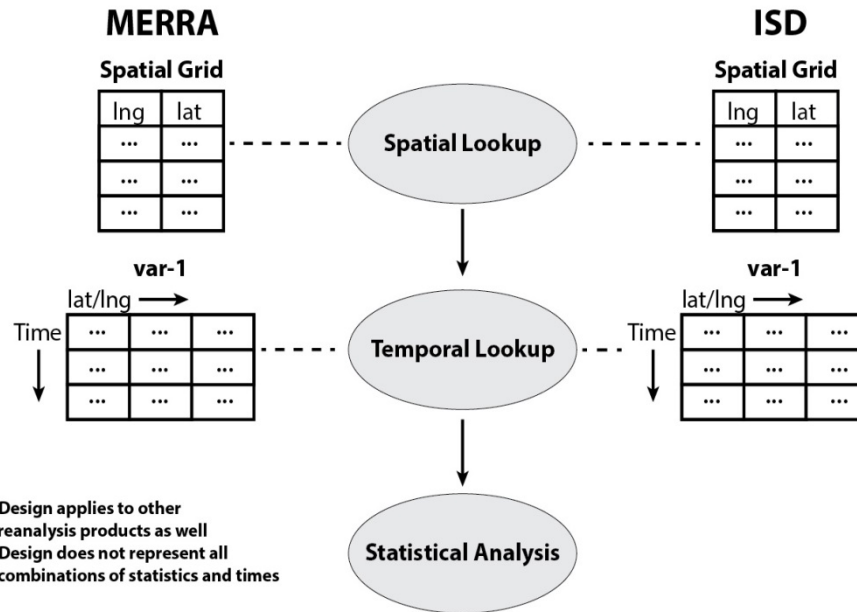 MERRA
ISD
Spatial Grid
lng lat
... ...
... ...
... ...
Spatial Lookup
Spatial Grid
lng lat
... ...
... ...
... ...
var-1
lat/lng
Time
... ... ...
... ... ...
... ... ...
Temporal Lookup
var-1
lat/lng
Time
... ... ...
... ... ...
... ... ...
Design applies to other
reanalysis products as well
Design does not represent all
combinations of statistics and times
Statistical Analysis